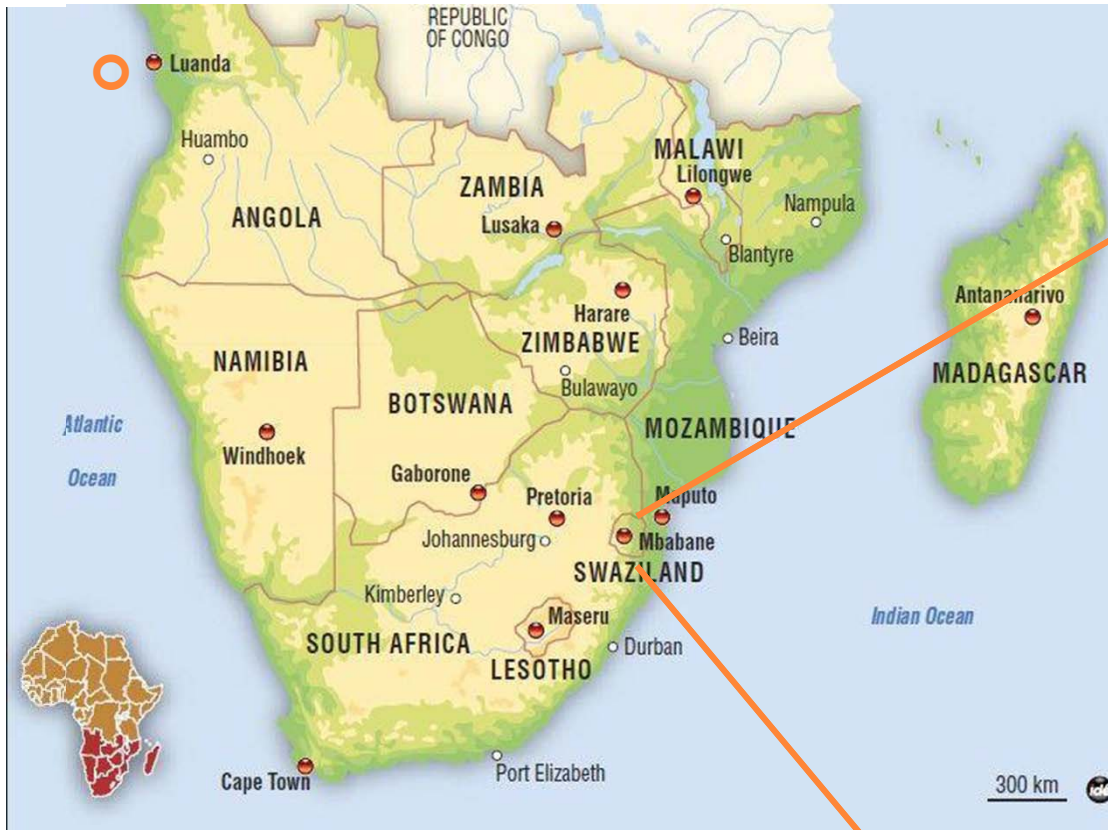 REPUBLIC
OF CONGO
Luanda
Huambo
MALAWI
Lilongwe
ZAMBIA
Nampula
ANGOLA
Lusaka
Blantyre
Harare
Antananarivo
ZIMBABWE
Beira
NAMIBIA
MADAGASCAR
Bulawayo
BOTSWANA
Atlantic
Ocean
MOZAMBIQUE
Windhoek
Gaborone
Pretoria
Maputo
Johannesburg
Mbabane
SWAZILAND
Kimberley
Maseru
Indian Ocean
SOUTH AFRICA
Durban
LESOTHO
Cape Town
Port Elizabeth
300 km